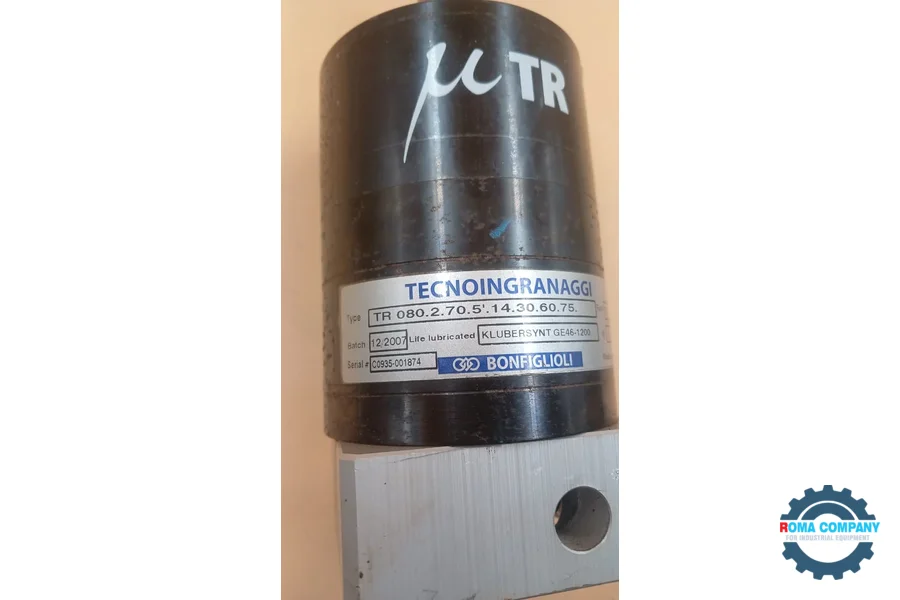 μTR
TECNOINGRANAGGI
Type TR 080.2.70.5'.14.30.60.75.
Batch 12/2007 Life lubricated KLUBERSYNT GE46-1200
Serial # C0935-001874 BONFIGLIOLI
ROMA COMPANY
FOR INDUSTRIAL EQUIPMENT